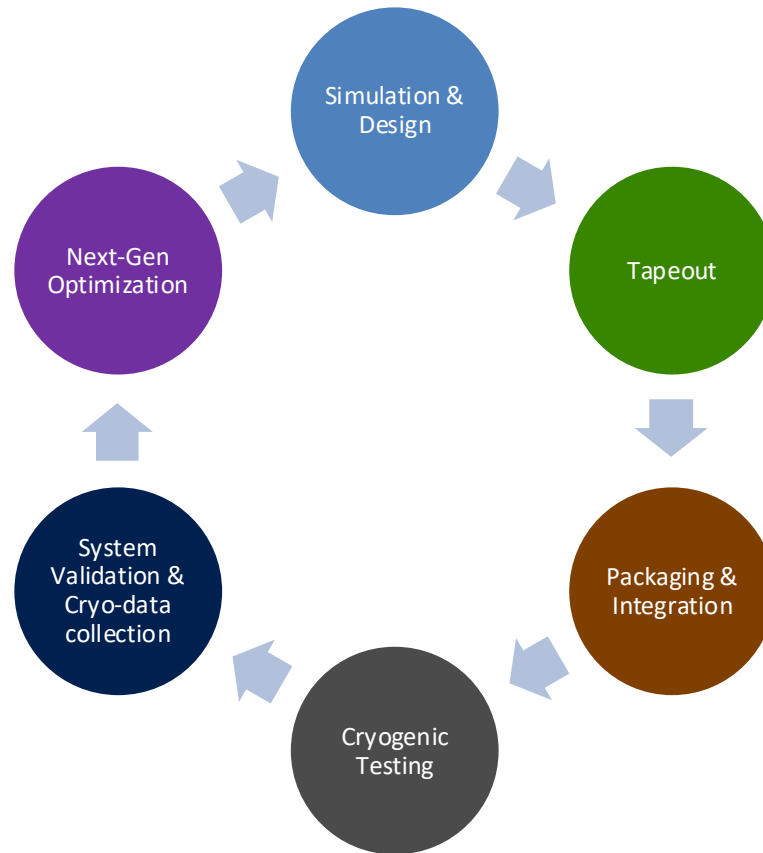 Simulation &
Design
Tapeout
Packaging &
Integration
Cryogenic
Testing
System
Validation &
Cryo-data
collection
Next-Gen
Optimization